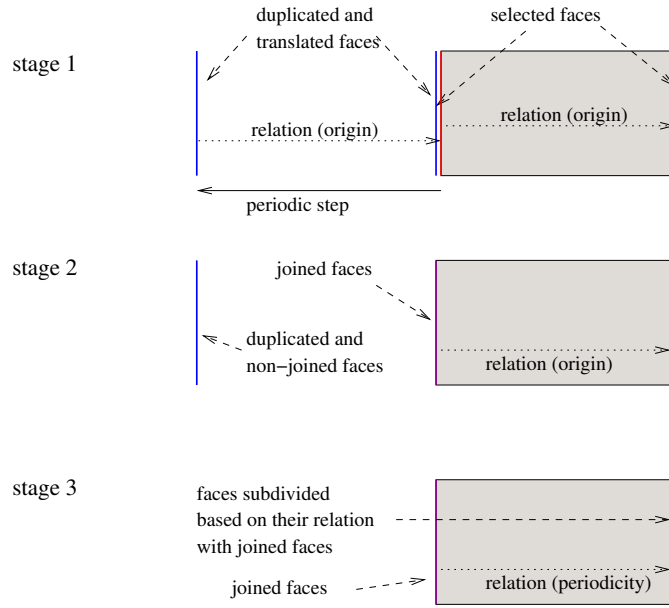 duplicated and
translated faces
selected faces
stage 1
relation (origin)
relation (origin)
periodic step
stage 2
joined faces
duplicated and
non−joined faces
relation (origin)
stage 3
faces subdivided
based on their relation
with joined faces
joined faces
relation (periodicity)